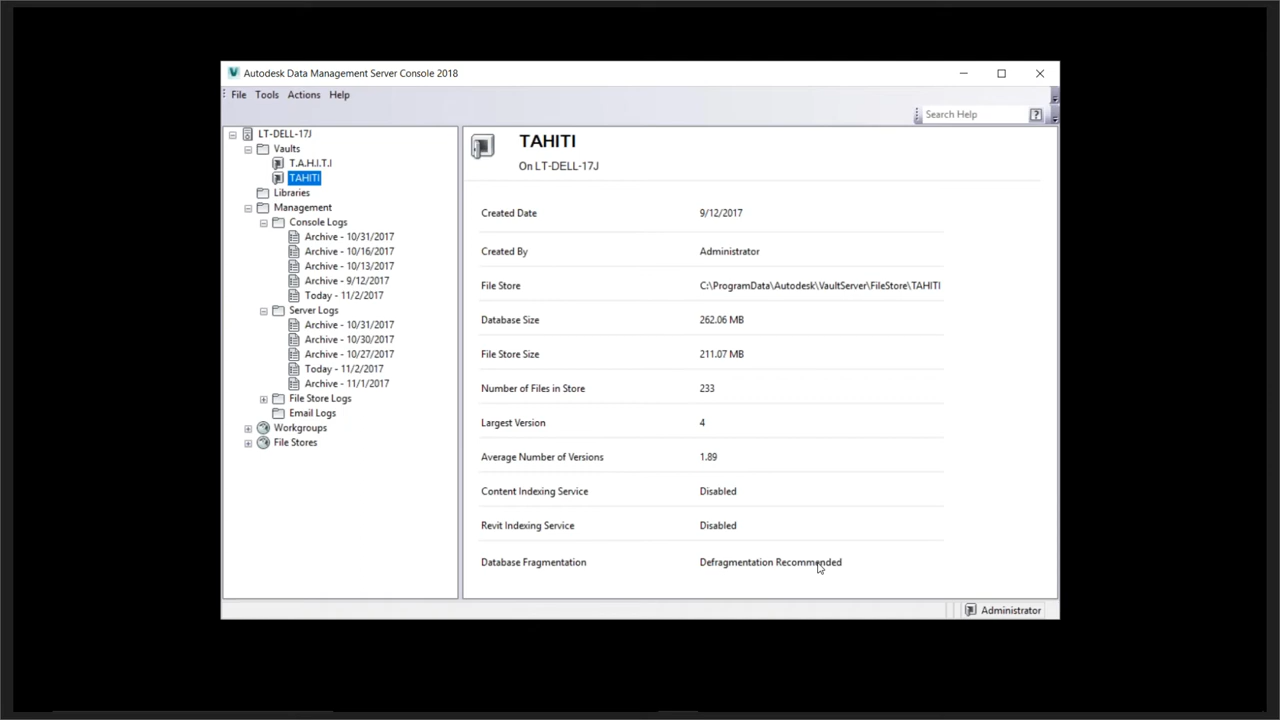 Autodesk Data Management Server Console 2018
File Tools Actions Help
Search Help
LT-DELL-17J
Vaults
T.A.H.I.T.I
TAHITI
Libraries
Management
Console Logs
Archive - 10/31/2017
Archive - 10/16/2017
Archive - 10/13/2017
Archive - 9/12/2017
Today - 11/2/2017
Server Logs
Archive - 10/31/2017
Archive - 10/30/2017
Archive - 10/27/2017
Today - 11/2/2017
Archive - 11/1/2017
File Store Logs
Email Logs
Workgroups
File Stores
TAHITI
On LT-DELL-17J
Created Date 9/12/2017
Created By Administrator
File Store C:\ProgramData\Autodesk\VaultServer\FileStore\TAHITI
Database Size 262.06 MB
File Store Size 211.07 MB
Number of Files in Store 233
Largest Version 4
Average Number of Versions 1.89
Content Indexing Service Disabled
Revit Indexing Service Disabled
Database Fragmentation Defragmentation Recommended
Administrator